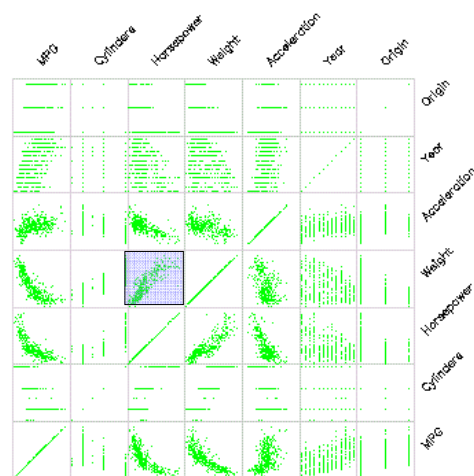 MPG
Cylinders
Horsepower
Weight
Acceleration
Year
Origin
Origin
Year
Acceleration
Weight
Horsepower
Cylinders
MPG